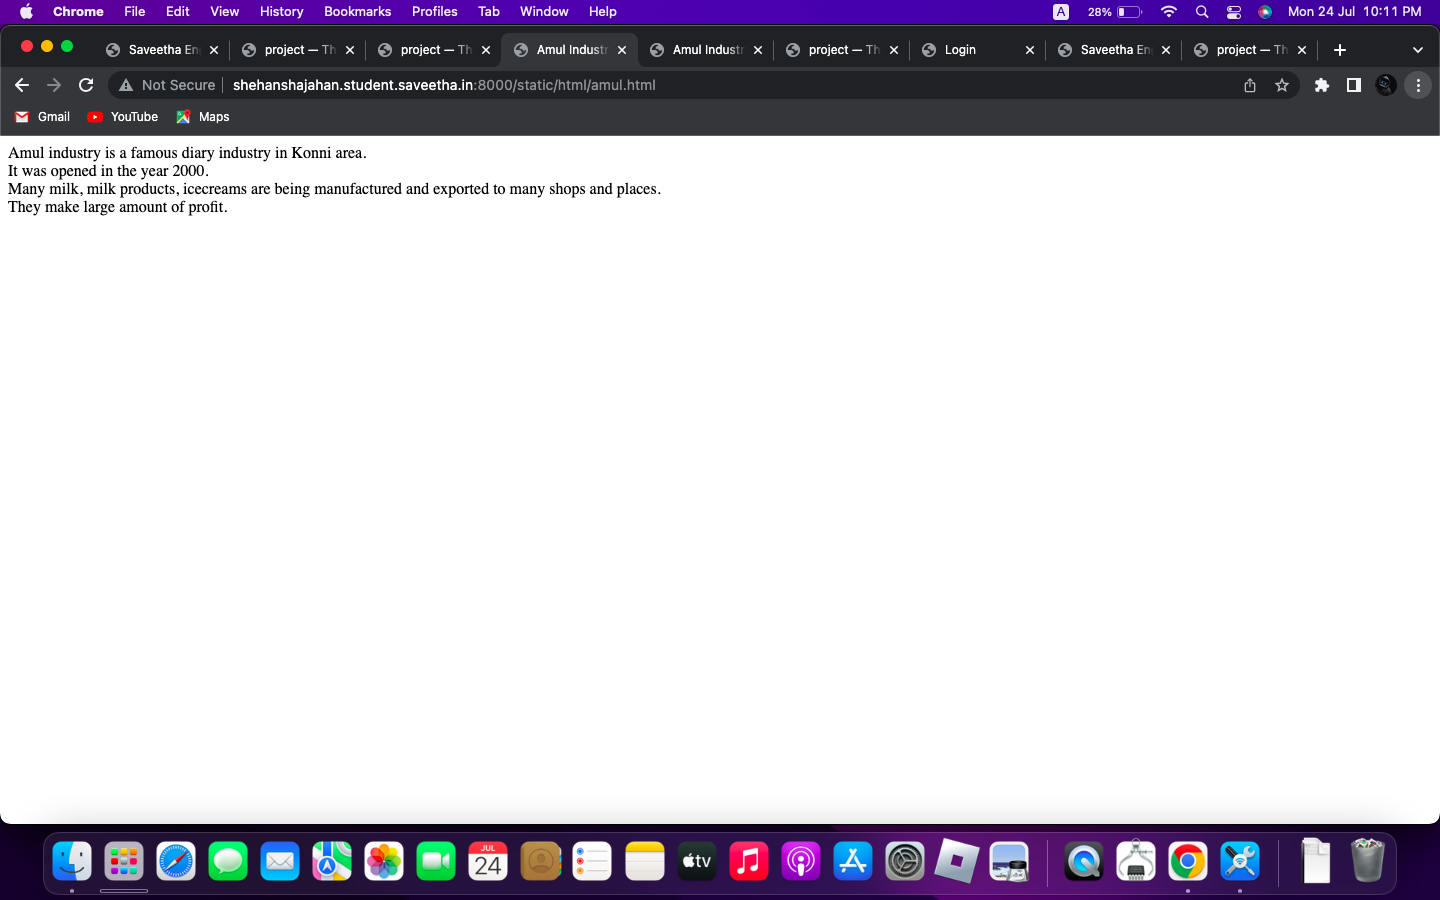 Chrome File Edit View History Bookmarks Profiles Tab Window Help A 28% Mon 24 Jul 10:11 PM
Saveetha En project — Th project — Th Amul Industr Amul Industr project — Th Login Saveetha En project — Th
Not Secure shehanshajahan.student.saveetha.in:8000/static/html/amul.html
Gmail YouTube Maps
Amul industry is a famous diary industry in Konni area.
It was opened in the year 2000.
Many milk, milk products, icecreams are being manufactured and exported to many shops and places.
They make large amount of profit.
JUL
24
tv